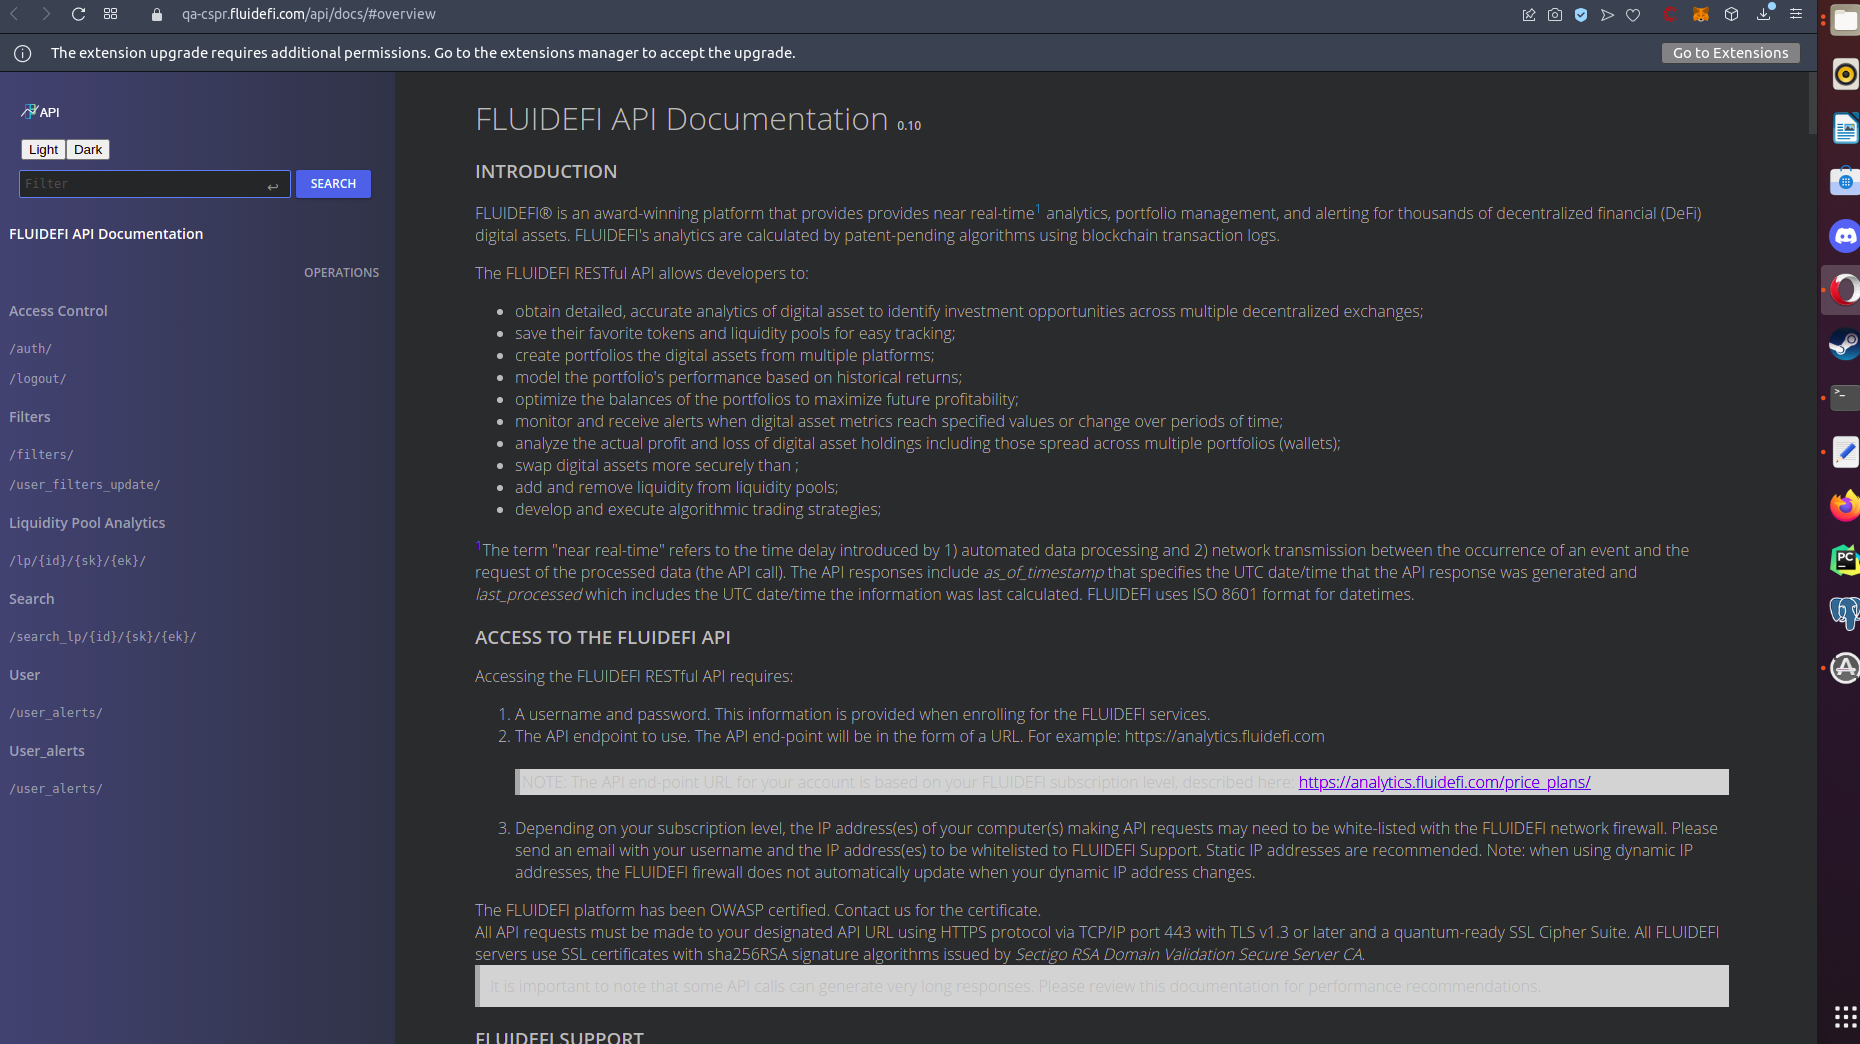 qa-cspr.fluidefi.com/api/docs/#overview
The extension upgrade requires additional permissions. Go to the extensions manager to accept the upgrade.
Go to Extensions
API
Light
Dark
Filter
SEARCH
FLUIDEFI API Documentation
OPERATIONS
Access Control
/auth/
/logout/
Filters
/filters/
/user_filters_update/
Liquidity Pool Analytics
/lp/{id}/{sk}/{ek}/
Search
/search_lp/{id}/{sk}/{ek}/
User
/user_alerts/
User_alerts
/user_alerts/
FLUIDEFI API Documentation 0.10
INTRODUCTION
FLUIDEFI® is an award-winning platform that provides provides near real-time1 analytics, portfolio management, and alerting for thousands of decentralized financial (DeFi)
digital assets. FLUIDEFI's analytics are calculated by patent-pending algorithms using blockchain transaction logs.
The FLUIDEFI RESTful API allows developers to:
• obtain detailed, accurate analytics of digital asset to identify investment opportunities across multiple decentralized exchanges;
• save their favorite tokens and liquidity pools for easy tracking;
• create portfolios the digital assets from multiple platforms;
• model the portfolio's performance based on historical returns;
• optimize the balances of the portfolios to maximize future profitability;
• monitor and receive alerts when digital asset metrics reach specified values or change over periods of time;
• analyze the actual profit and loss of digital asset holdings including those spread across multiple portfolios (wallets);
• swap digital assets more securely than ;
• add and remove liquidity from liquidity pools;
• develop and execute algorithmic trading strategies;
1The term "near real-time" refers to the time delay introduced by 1) automated data processing and 2) network transmission between the occurrence of an event and the
request of the processed data (the API call). The API responses include as_of_timestamp that specifies the UTC date/time that the API response was generated and
last_processed which includes the UTC date/time the information was last calculated. FLUIDEFI uses ISO 8601 format for datetimes.
ACCESS TO THE FLUIDEFI API
Accessing the FLUIDEFI RESTful API requires:
1. A username and password. This information is provided when enrolling for the FLUIDEFI services.
2. The API endpoint to use. The API end-point will be in the form of a URL. For example: https://analytics.fluidefi.com
NOTE: The API end-point URL for your account is based on your FLUIDEFI subscription level, described here: https://analytics.fluidefi.com/price_plans/
3. Depending on your subscription level, the IP address(es) of your computer(s) making API requests may need to be white-listed with the FLUIDEFI network firewall. Please
send an email with your username and the IP address(es) to be whitelisted to FLUIDEFI Support. Static IP addresses are recommended. Note: when using dynamic IP
addresses, the FLUIDEFI firewall does not automatically update when your dynamic IP address changes.
The FLUIDEFI platform has been OWASP certified. Contact us for the certificate.
All API requests must be made to your designated API URL using HTTPS protocol via TCP/IP port 443 with TLS v1.3 or later and a quantum-ready SSL Cipher Suite. All FLUIDEFI
servers use SSL certificates with sha256RSA signature algorithms issued by Sectigo RSA Domain Validation Secure Server CA.
It is important to note that some API calls can generate very long responses. Please review this documentation for performance recommendations.
FLUIDEFI SUPPORT
PC